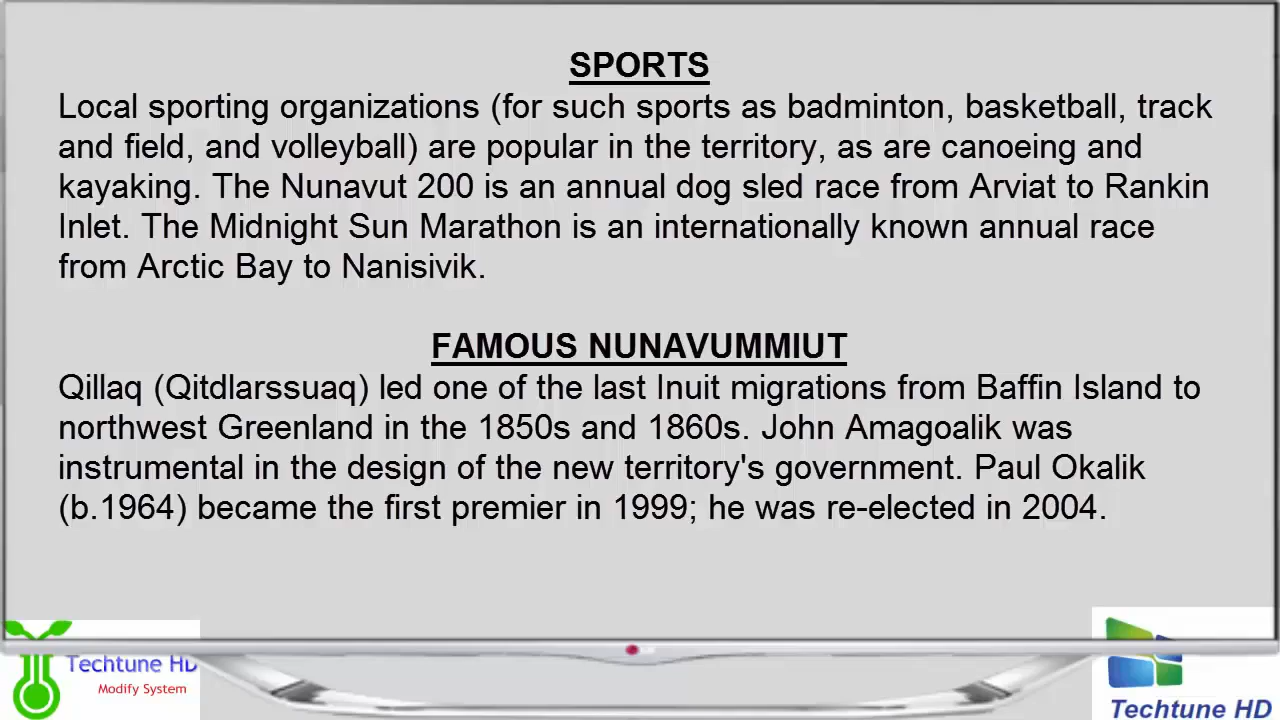 SPORTS
Local sporting organizations (for such sports as badminton, basketball, track
and field, and volleyball) are popular in the territory, as are canoeing and
kayaking. The Nunavut 200 is an annual dog sled race from Arviat to Rankin
Inlet. The Midnight Sun Marathon is an internationally known annual race
from Arctic Bay to Nanisivik.
FAMOUS NUNAVUMMIUT
Qillaq (Qitdlarssuaq) led one of the last Inuit migrations from Baffin Island to
northwest Greenland in the 1850s and 1860s. John Amagoalik was
instrumental in the design of the new territory's government. Paul Okalik
(b.1964) became the first premier in 1999; he was re-elected in 2004.
Techtune HD
Modify System
Techtune HD